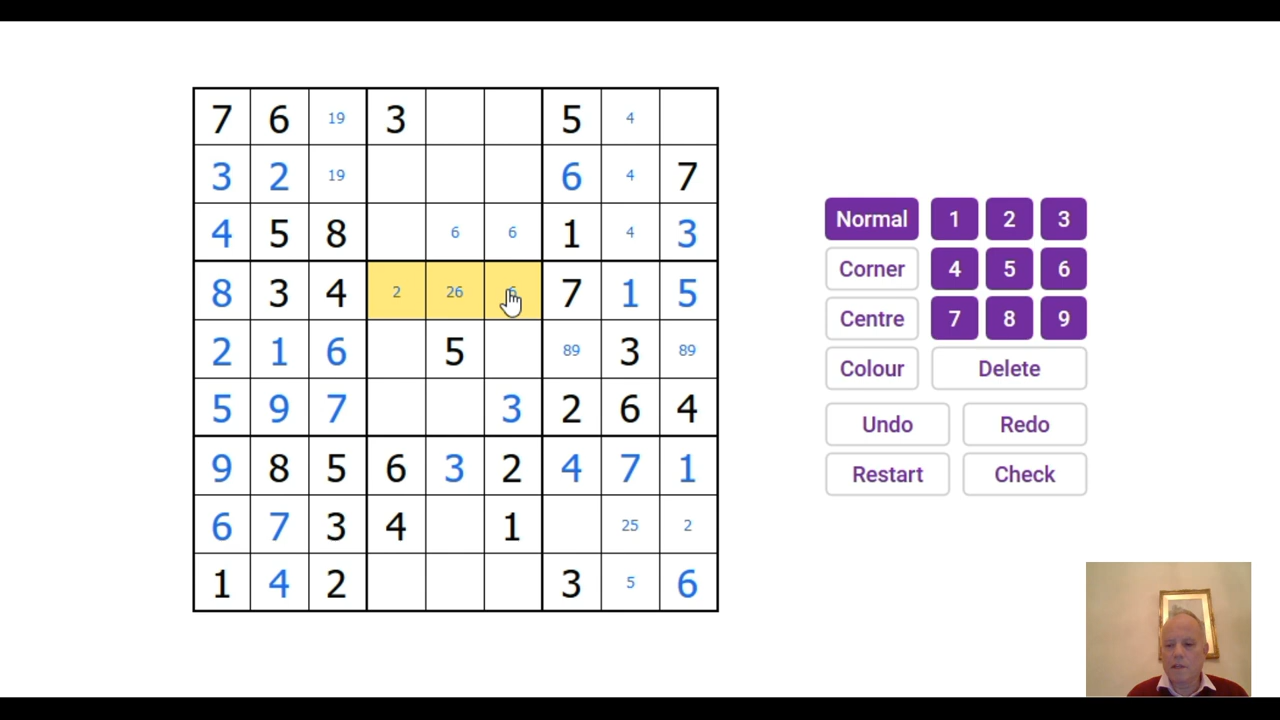 7 6 19 3 5 4
3 2 19 6 4 7
4 5 8 6 6 1 4 3
8 3 4 2 26 6 7 1 5
2 1 6 5 89 3 89
5 9 7 3 2 6 4
9 8 5 6 3 2 4 7 1
6 7 3 4 1 25 2
1 4 2 3 5 6
Normal 1 2 3
Corner 4 5 6
Centre 7 8 9
Colour Delete
Undo Redo
Restart Check